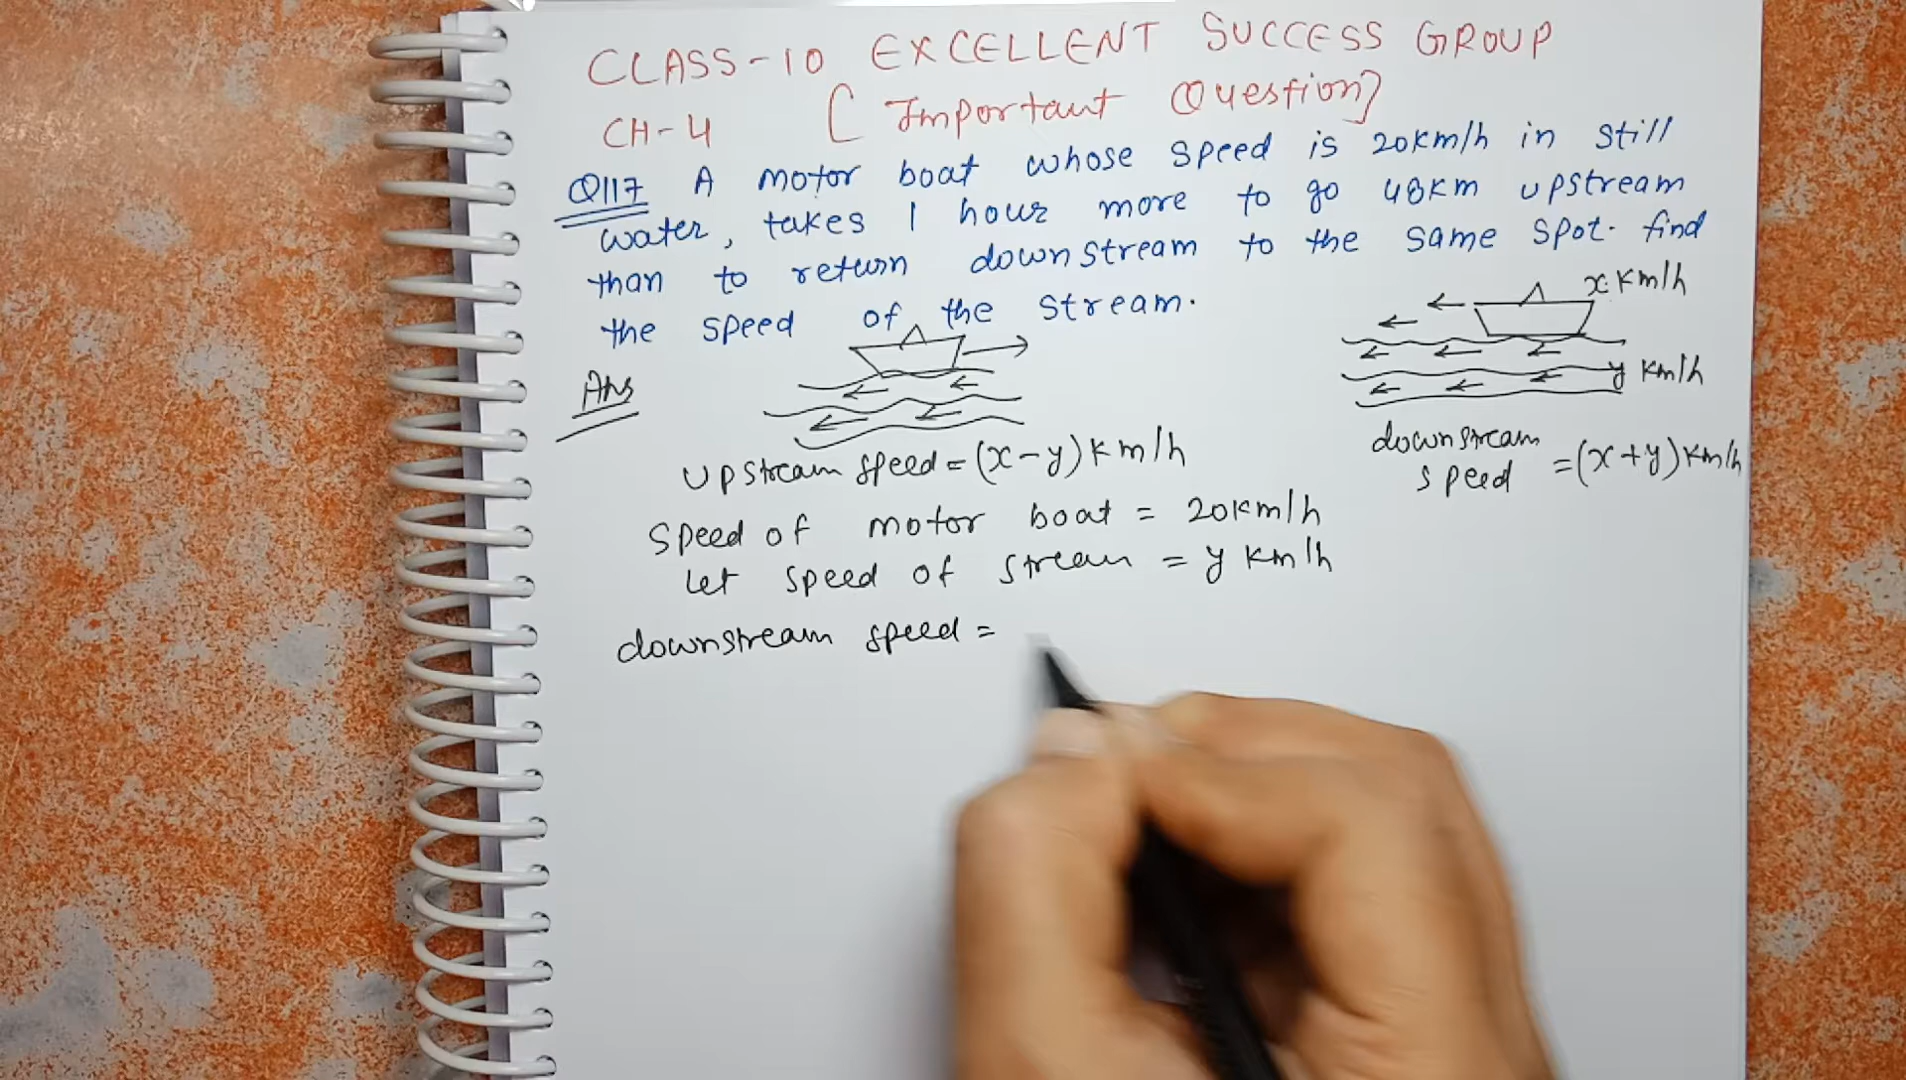 CLASS-10 EXCELLENT SUCCESS GROUP
CH-4 [Important Question]
Q117 A motor boat whose speed is 20km/h in still
water, takes 1 hour more to go 48km upstream
than to return downstream to the same spot. find
the speed of the stream.
Ans
x km/h
y km/h
upstream speed = (x-y) km/h
downstream speed = (x+y) km/h
speed of motor boat = 20km/h
let speed of stream = y km/h
downstream speed =